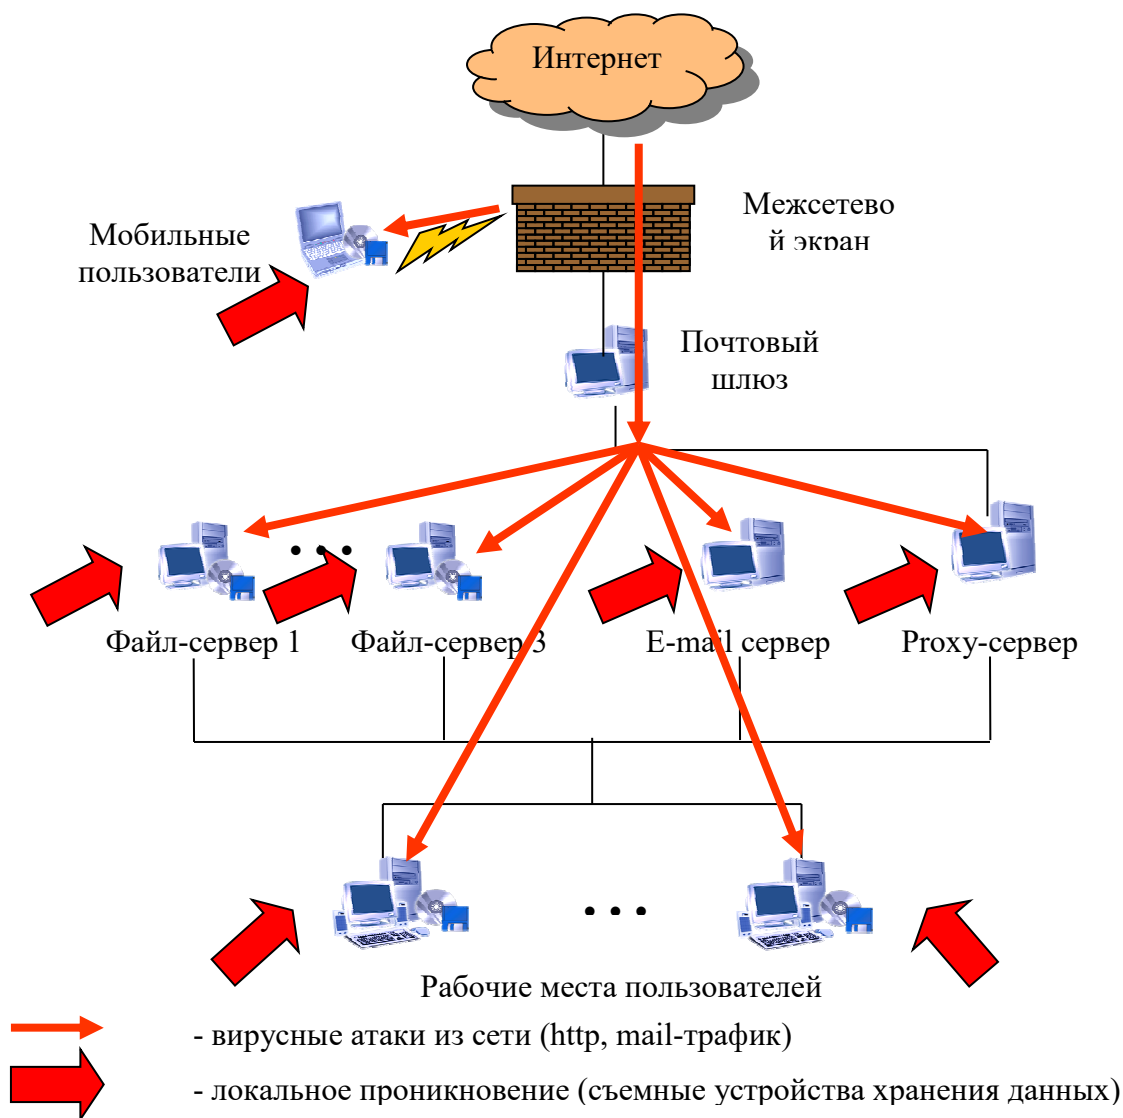 Интернет
Межсетево
й экран
Мобильные
пользователи
Почтовый
шлюз
Файл-сервер 1
Файл-сервер 3
E-mail сервер
Proxy-сервер
Рабочие места пользователей
- вирусные атаки из сети (http, mail-трафик)
- локальное проникновение (съемные устройства хранения данных)